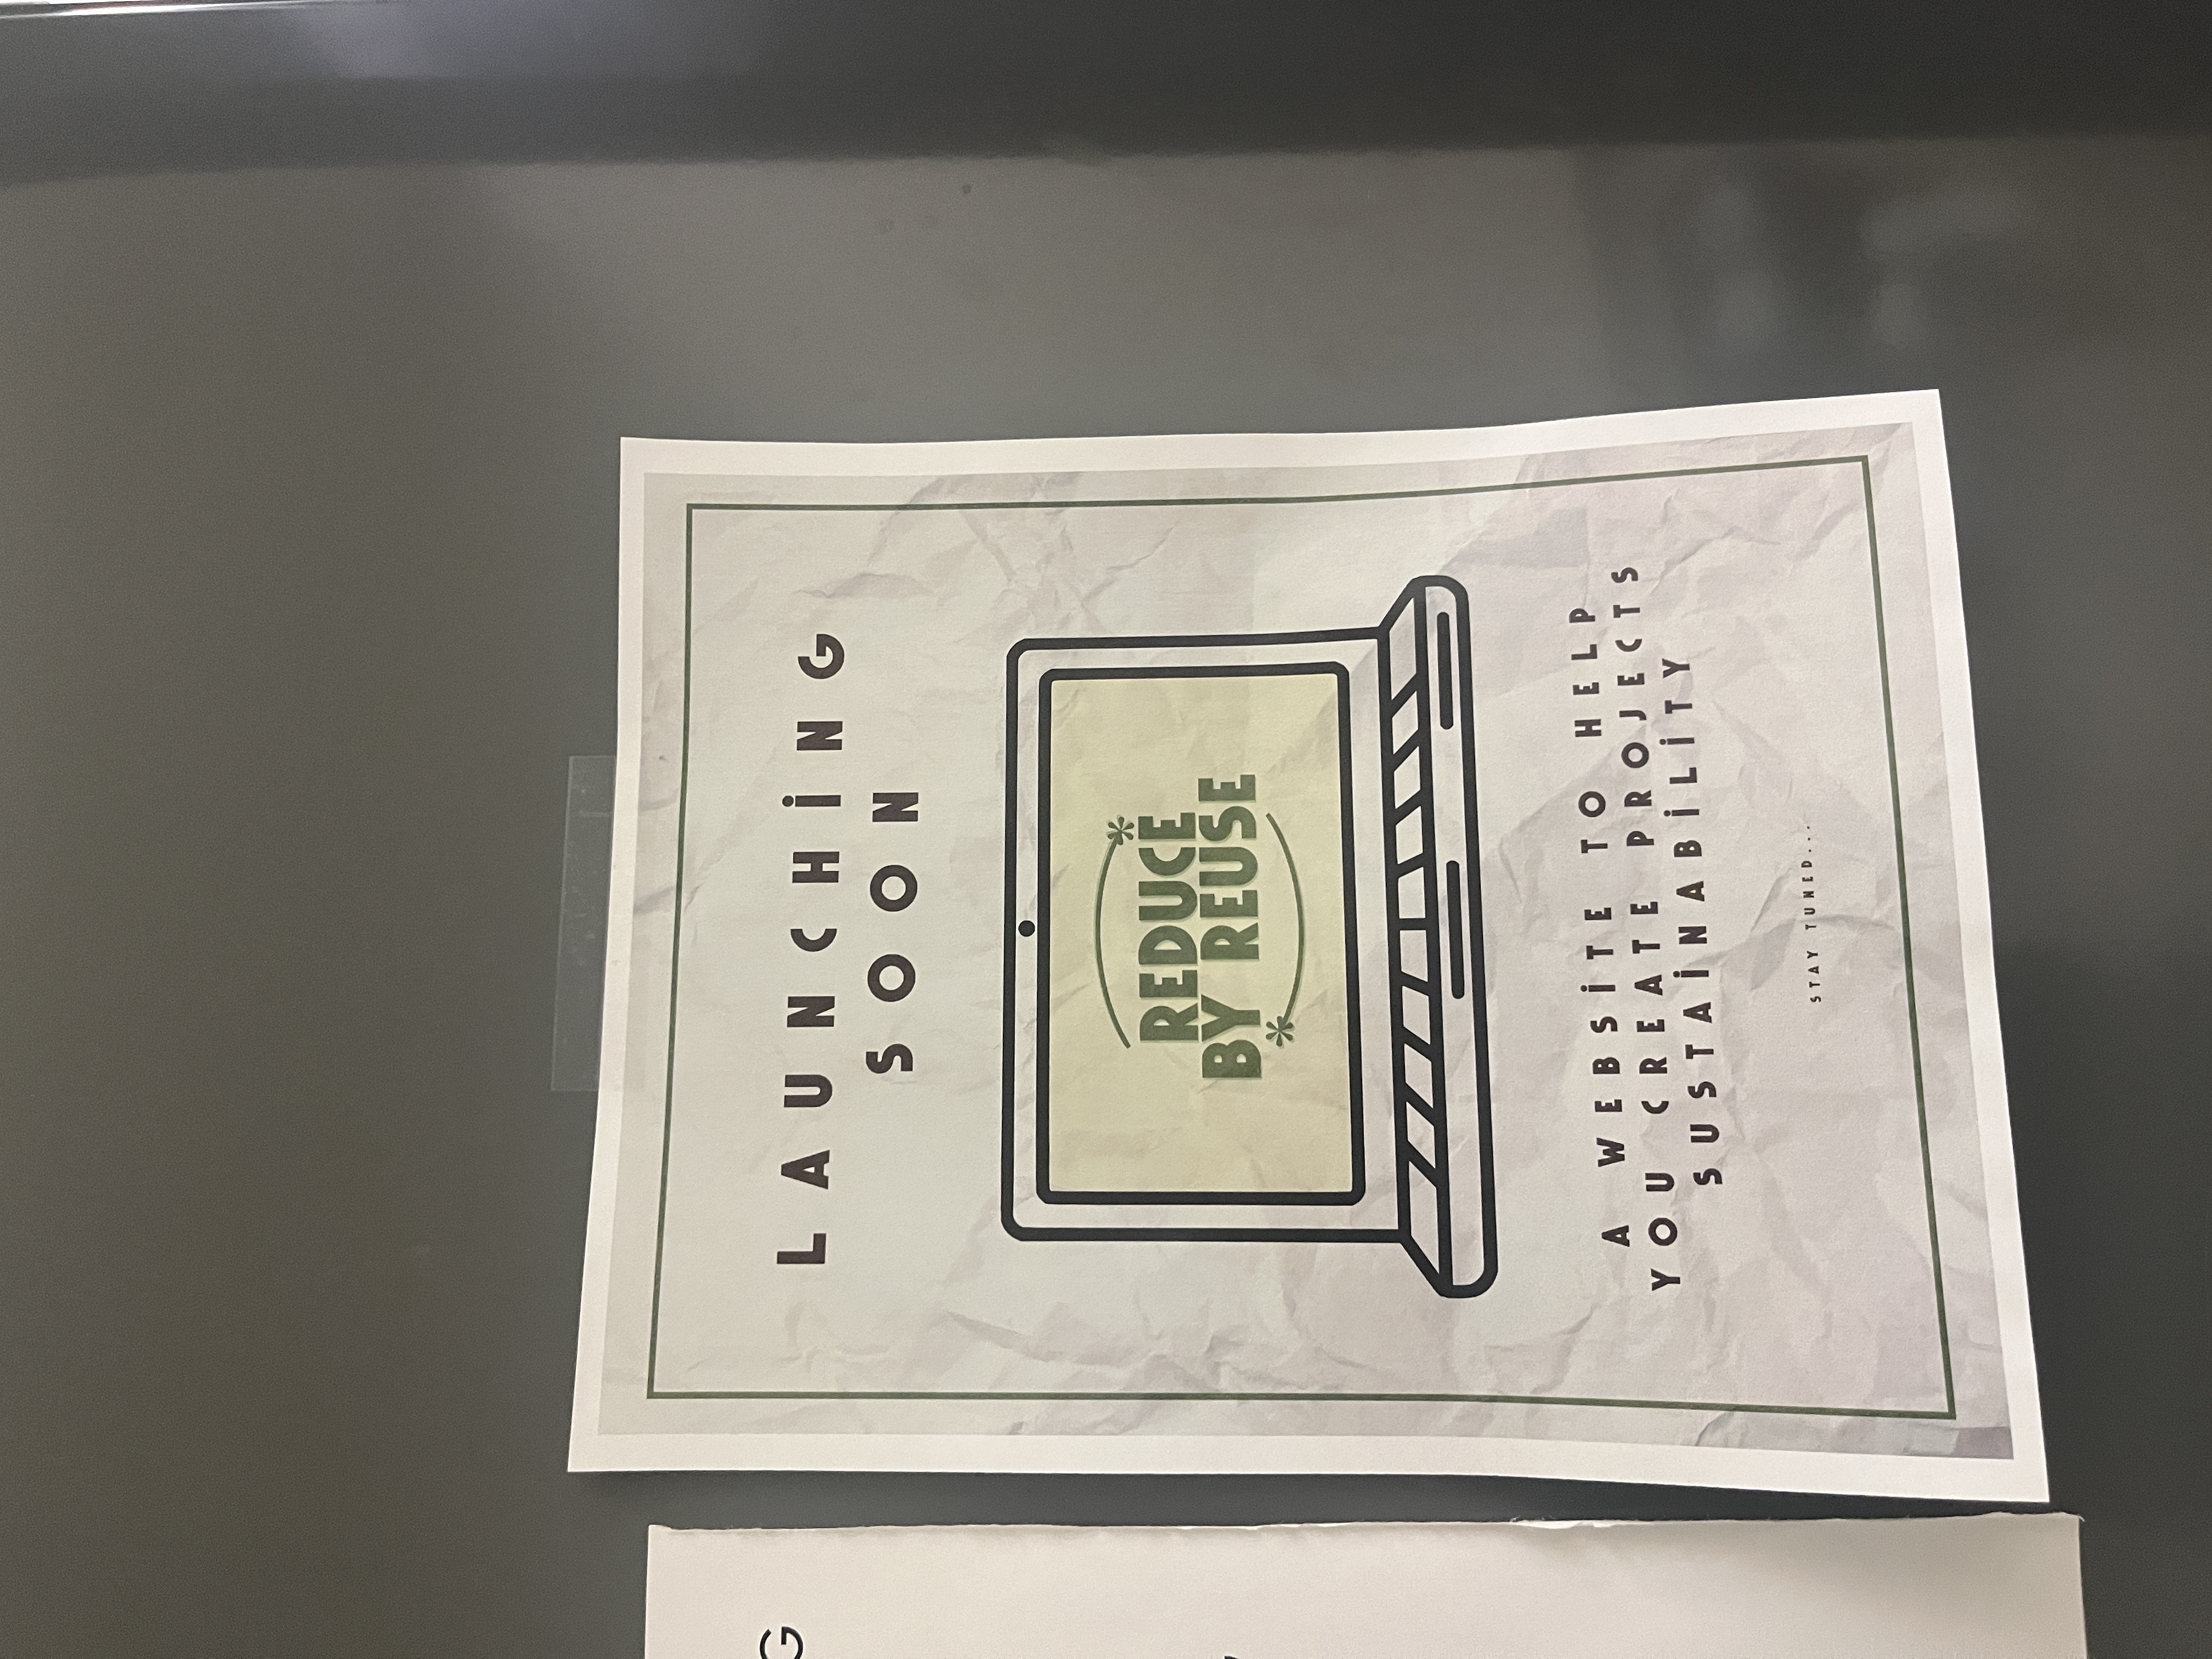 G
LAUNCHiNG
SOON
REDUCE
BY REUSE
A WEBSiTE TO HELP
YOU CREATE PROJECTS
SUSTAiNABiLiTY
STAY TUNED...